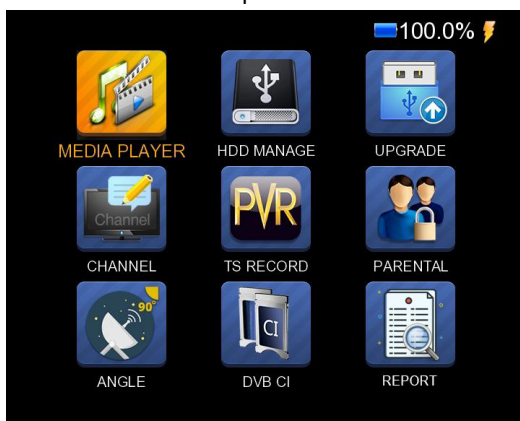 100.0%
MEDIA PLAYER
HDD MANAGE
UPGRADE
Channel
PVR
CHANNEL
TS RECORD
PARENTAL
90°
CI
ANGLE
DVB CI
REPORT